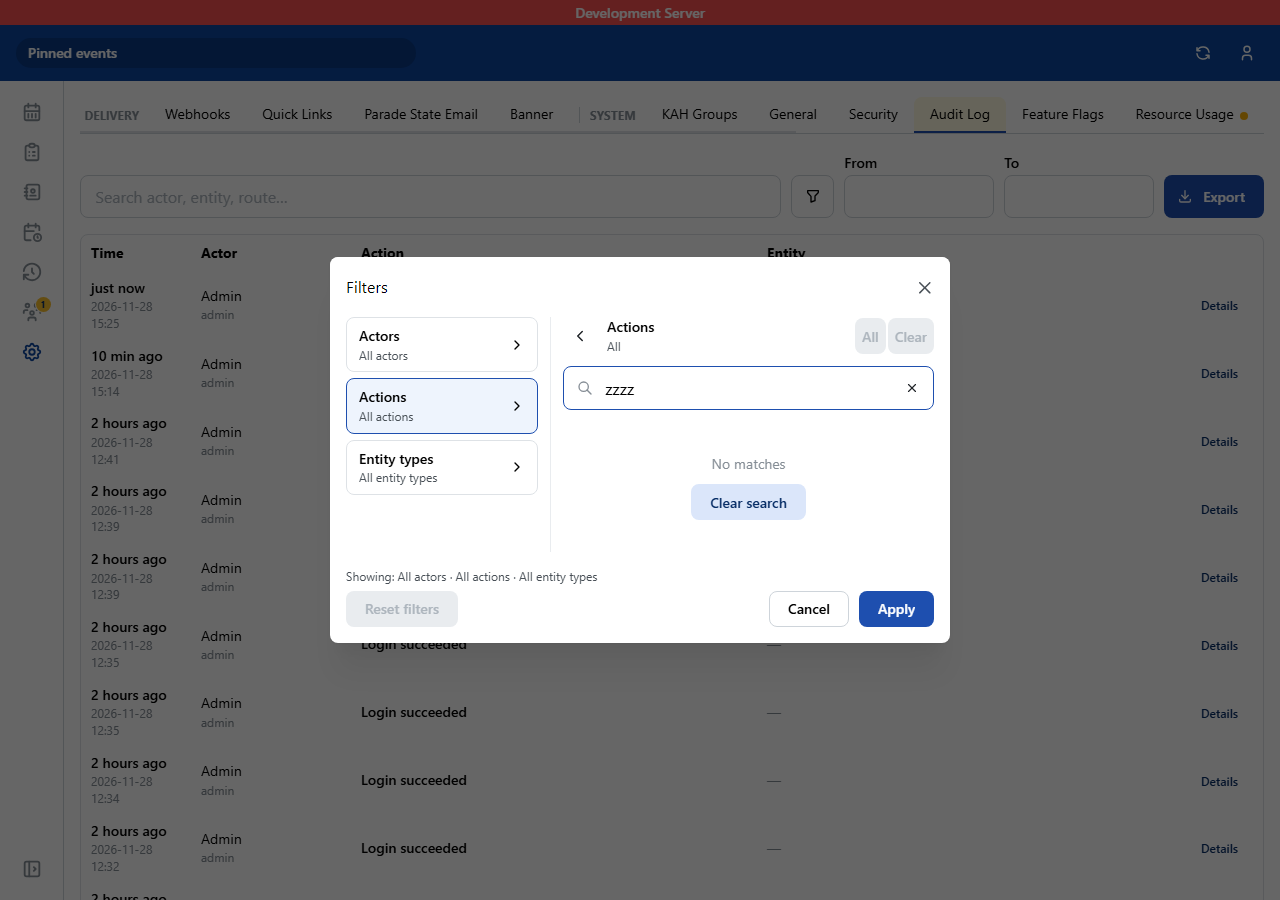 Development Server
Pinned events
DELIVERY Webhooks Quick Links Parade State Email Banner SYSTEM KAH Groups General Security Audit Log Feature Flags Resource Usage
From To
Search actor, entity, route...
Export
Time Actor Action Entity
just now
2026-11-28
15:25
Admin
admin
Details
10 min ago
2026-11-28
15:14
Admin
admin
Details
2 hours ago
2026-11-28
12:41
Admin
admin
Details
2 hours ago
2026-11-28
12:39
Admin
admin
Details
2 hours ago
2026-11-28
12:39
Admin
admin
Details
2 hours ago
2026-11-28
12:35
Admin
admin
Login succeeded
—
Details
2 hours ago
2026-11-28
12:35
Admin
admin
Login succeeded
—
Details
2 hours ago
2026-11-28
12:34
Admin
admin
Login succeeded
—
Details
2 hours ago
2026-11-28
12:32
Admin
admin
Login succeeded
—
Details
2 hours ago
1
Filters
Actors
All actors
Actions
All actions
Entity types
All entity types
Actions
All
All
Clear
zzzz
No matches
Clear search
Showing: All actors · All actions · All entity types
Reset filters
Cancel
Apply